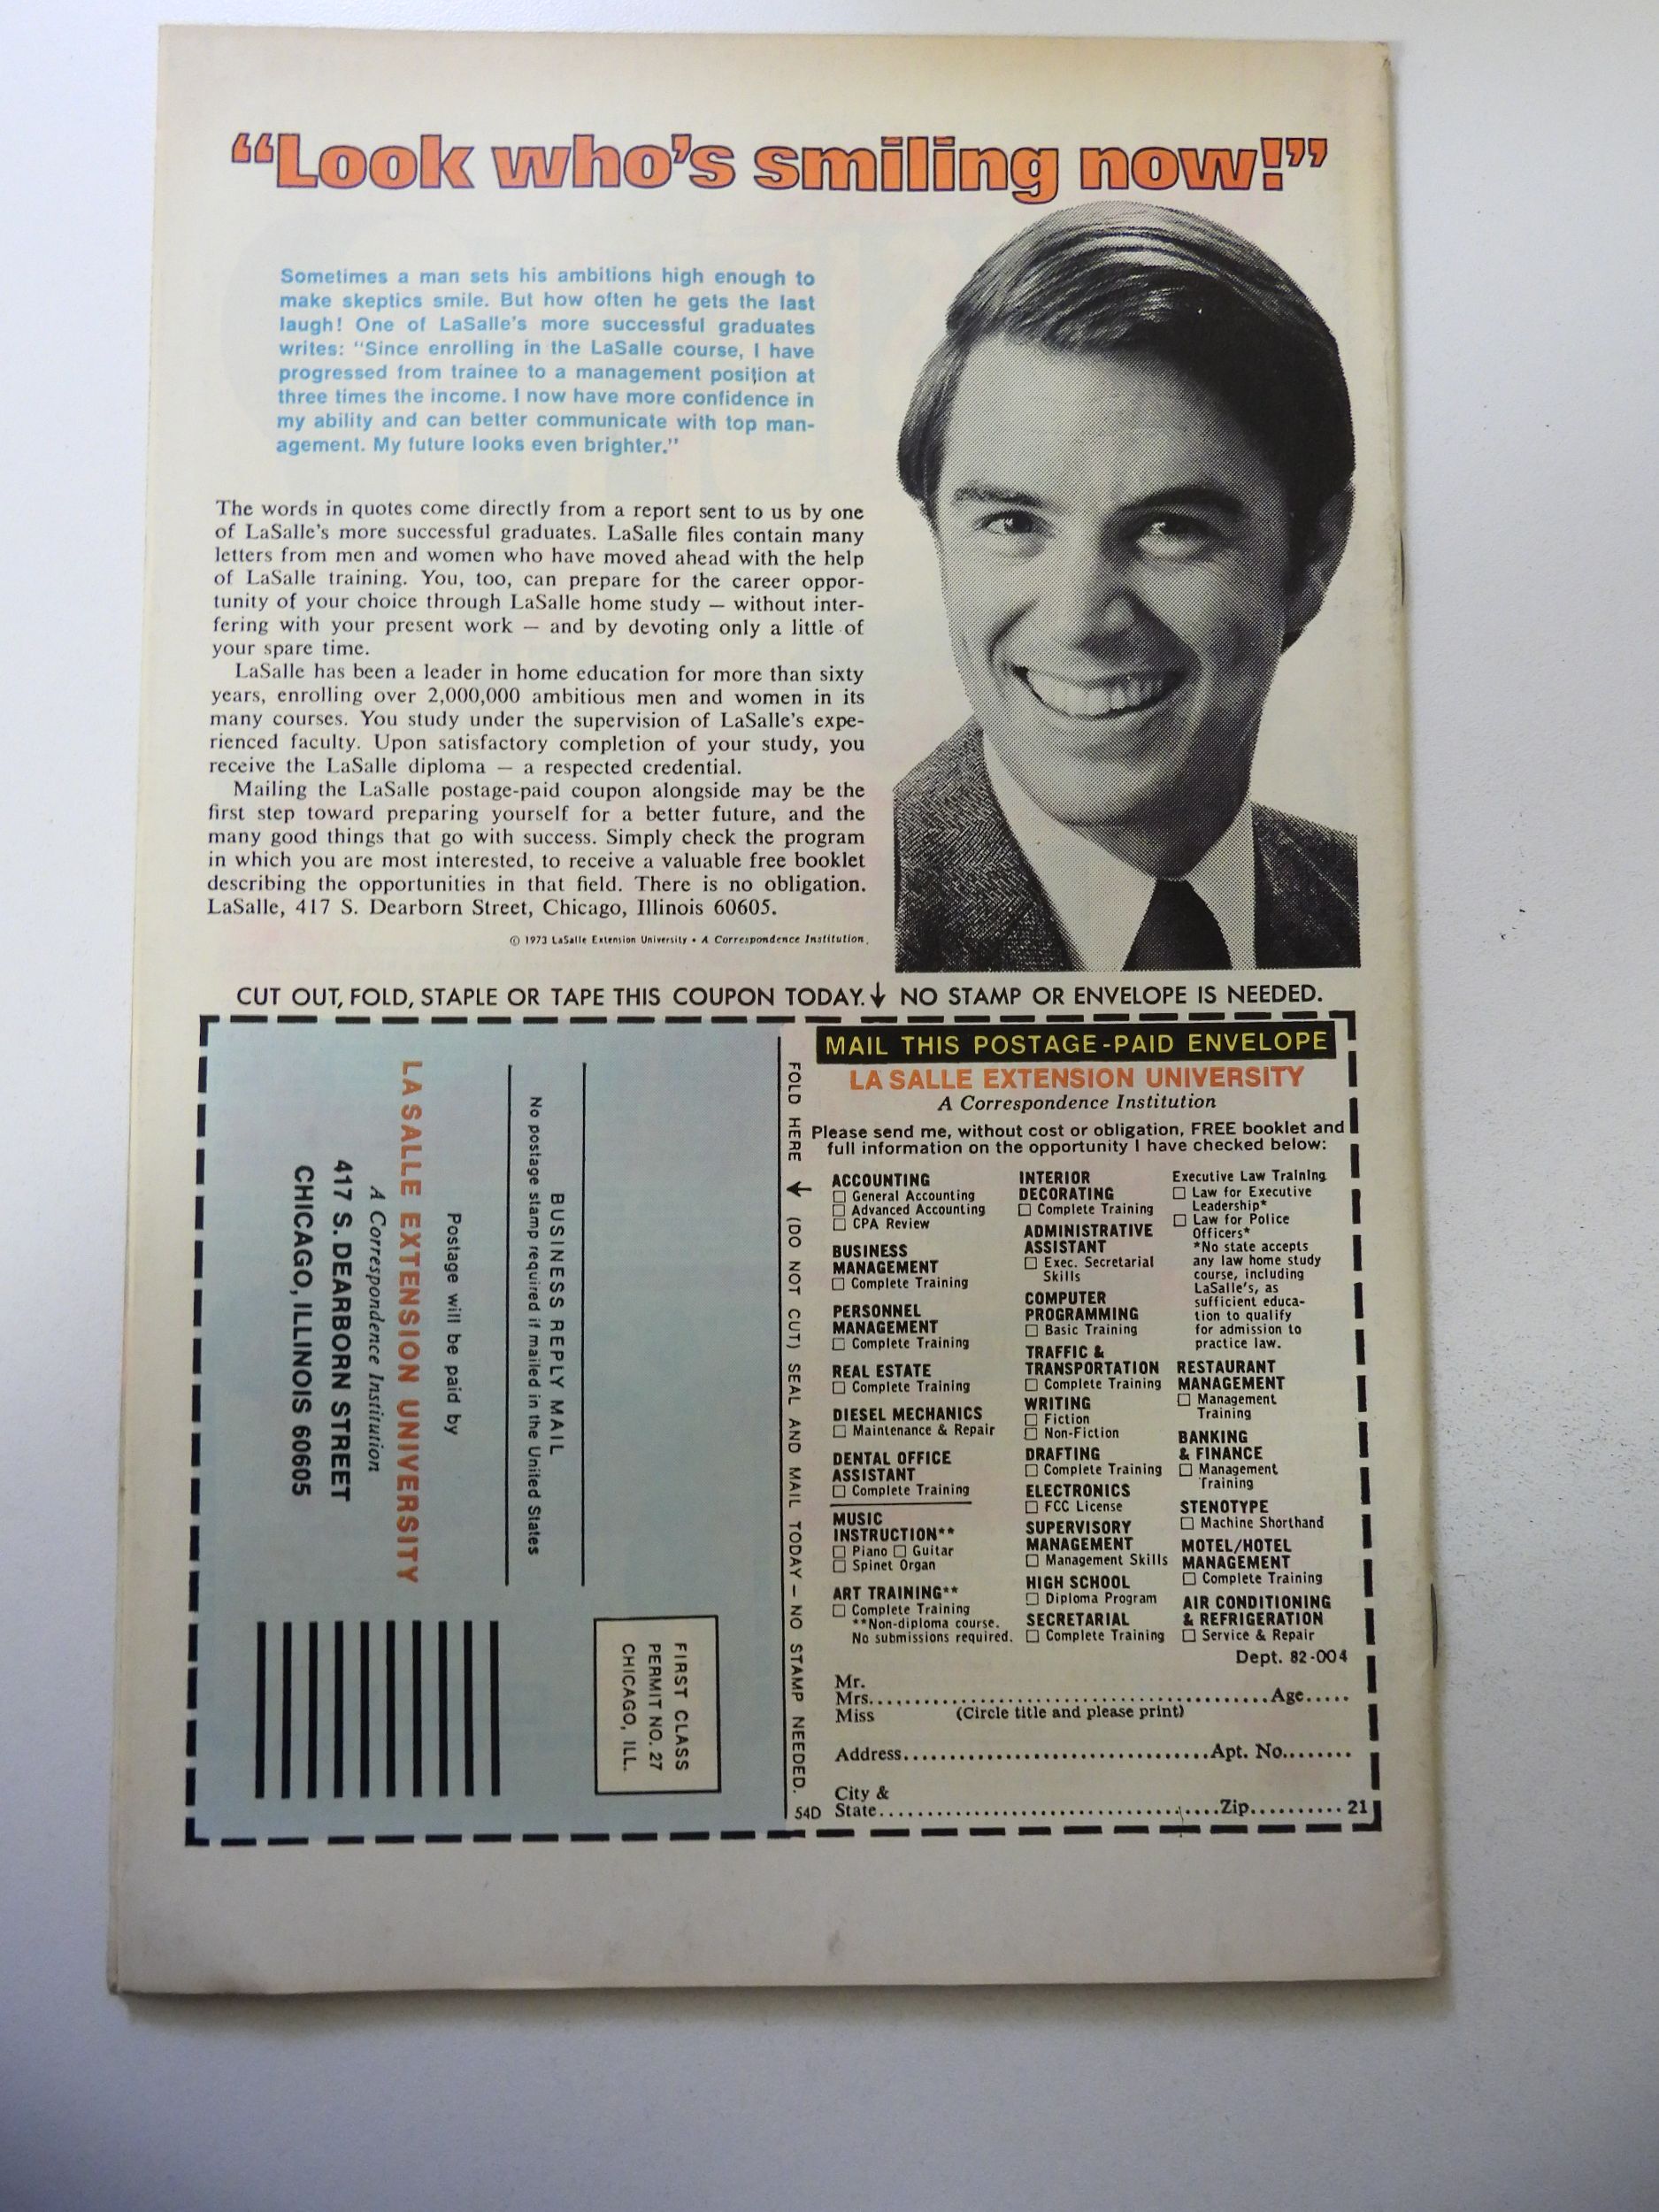 “Look who’s smiling now!”
Sometimes a man sets his ambitions high enough to
make skeptics smile. But how often he gets the last
laugh! One of LaSalle’s more successful graduates
writes: “Since enrolling in the LaSalle course, I have
progressed from trainee to a management position at
three times the income. I now have more confidence in
my ability and can better communicate with top man-
agement. My future looks even brighter.”
The words in quotes come directly from a report sent to us by one
of LaSalle’s more successful graduates. LaSalle files contain many
letters from men and women who have moved ahead with the help
of LaSalle training. You, too, can prepare for the career oppor-
tunity of your choice through LaSalle home study — without inter-
fering with your present work — and by devoting only a little of
your spare time.
LaSalle has been a leader in home education for more than sixty
years, enrolling over 2,000,000 ambitious men and women in its
many courses. You study under the supervision of LaSalle’s expe-
rienced faculty. Upon satisfactory completion of your study, you
receive the LaSalle diploma — a respected credential.
Mailing the LaSalle postage-paid coupon alongside may be the
first step toward preparing yourself for a better future, and the
many good things that go with success. Simply check the program
in which you are most interested, to receive a valuable free booklet
describing the opportunities in that field. There is no obligation.
LaSalle, 417 S. Dearborn Street, Chicago, Illinois 60605.
© 1973 LaSalle Extension University • A Correspondence Institution.
CUT OUT, FOLD, STAPLE OR TAPE THIS COUPON TODAY. ↓ NO STAMP OR ENVELOPE IS NEEDED.
FIRST CLASS
PERMIT NO. 27
CHICAGO, ILL.
BUSINESS REPLY MAIL
No postage stamp required if mailed in the United States
Postage will be paid by
LA SALLE EXTENSION UNIVERSITY
A Correspondence Institution
417 S. DEARBORN STREET
CHICAGO, ILLINOIS 60605
FOLD HERE → (DO NOT CUT) SEAL AND MAIL TODAY — NO STAMP NEEDED.
54D
MAIL THIS POSTAGE-PAID ENVELOPE
LA SALLE EXTENSION UNIVERSITY
A Correspondence Institution
Please send me, without cost or obligation, FREE booklet and
full information on the opportunity I have checked below:
ACCOUNTING
☐ General Accounting
☐ Advanced Accounting
☐ CPA Review
BUSINESS
MANAGEMENT
☐ Complete Training
PERSONNEL
MANAGEMENT
☐ Complete Training
REAL ESTATE
☐ Complete Training
DIESEL MECHANICS
☐ Maintenance & Repair
DENTAL OFFICE
ASSISTANT
☐ Complete Training
MUSIC
INSTRUCTION**
☐ Piano ☐ Guitar
☐ Spinet Organ
ART TRAINING**
☐ Complete Training
**Non-diploma course.
No submissions required.
INTERIOR
DECORATING
☐ Complete Training
ADMINISTRATIVE
ASSISTANT
☐ Exec. Secretarial
Skills
COMPUTER
PROGRAMMING
☐ Basic Training
TRAFFIC &
TRANSPORTATION
☐ Complete Training
WRITING
☐ Fiction
☐ Non-Fiction
DRAFTING
☐ Complete Training
ELECTRONICS
☐ FCC License
SUPERVISORY
MANAGEMENT
☐ Management Skills
HIGH SCHOOL
☐ Diploma Program
SECRETARIAL
☐ Complete Training
Executive Law Training
☐ Law for Executive
Leadership*
☐ Law for Police
Officers*
*No state accepts
any law home study
course, including
LaSalle’s, as
sufficient educa-
tion to qualify
for admission to
practice law.
RESTAURANT
MANAGEMENT
☐ Management
Training
BANKING
& FINANCE
☐ Management
Training
STENOTYPE
☐ Machine Shorthand
MOTEL/HOTEL
MANAGEMENT
☐ Complete Training
AIR CONDITIONING
& REFRIGERATION
☐ Service & Repair
Dept. 82-004
Mr.
Mrs. Age
Miss (Circle title and please print)
Address Apt. No.
City &
State Zip 21